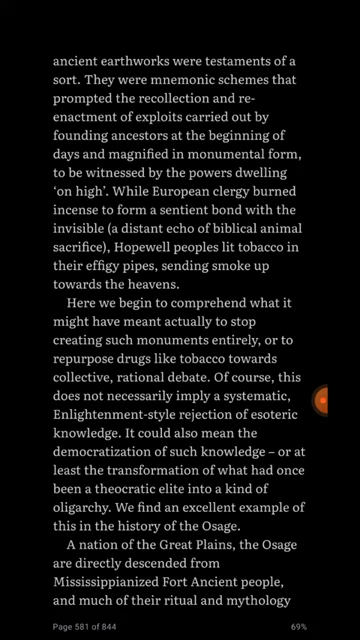 ancient earthworks were testaments of a
sort. They were mnemonic schemes that
prompted the recollection and re-
enactment of exploits carried out by
founding ancestors at the beginning of
days and magnified in monumental form,
to be witnessed by the powers dwelling
‘on high’. While European clergy burned
incense to form a sentient bond with the
invisible (a distant echo of biblical animal
sacrifice), Hopewell peoples lit tobacco in
their effigy pipes, sending smoke up
towards the heavens.
Here we begin to comprehend what it
might have meant actually to stop
creating such monuments entirely, or to
repurpose drugs like tobacco towards
collective, rational debate. Of course, this
does not necessarily imply a systematic,
Enlightenment-style rejection of esoteric
knowledge. It could also mean the
democratization of such knowledge – or at
least the transformation of what had once
been a theocratic elite into a kind of
oligarchy. We find an excellent example of
this in the history of the Osage.
A nation of the Great Plains, the Osage
are directly descended from
Mississippianized Fort Ancient people,
and much of their ritual and mythology
Page 581 of 844 69%